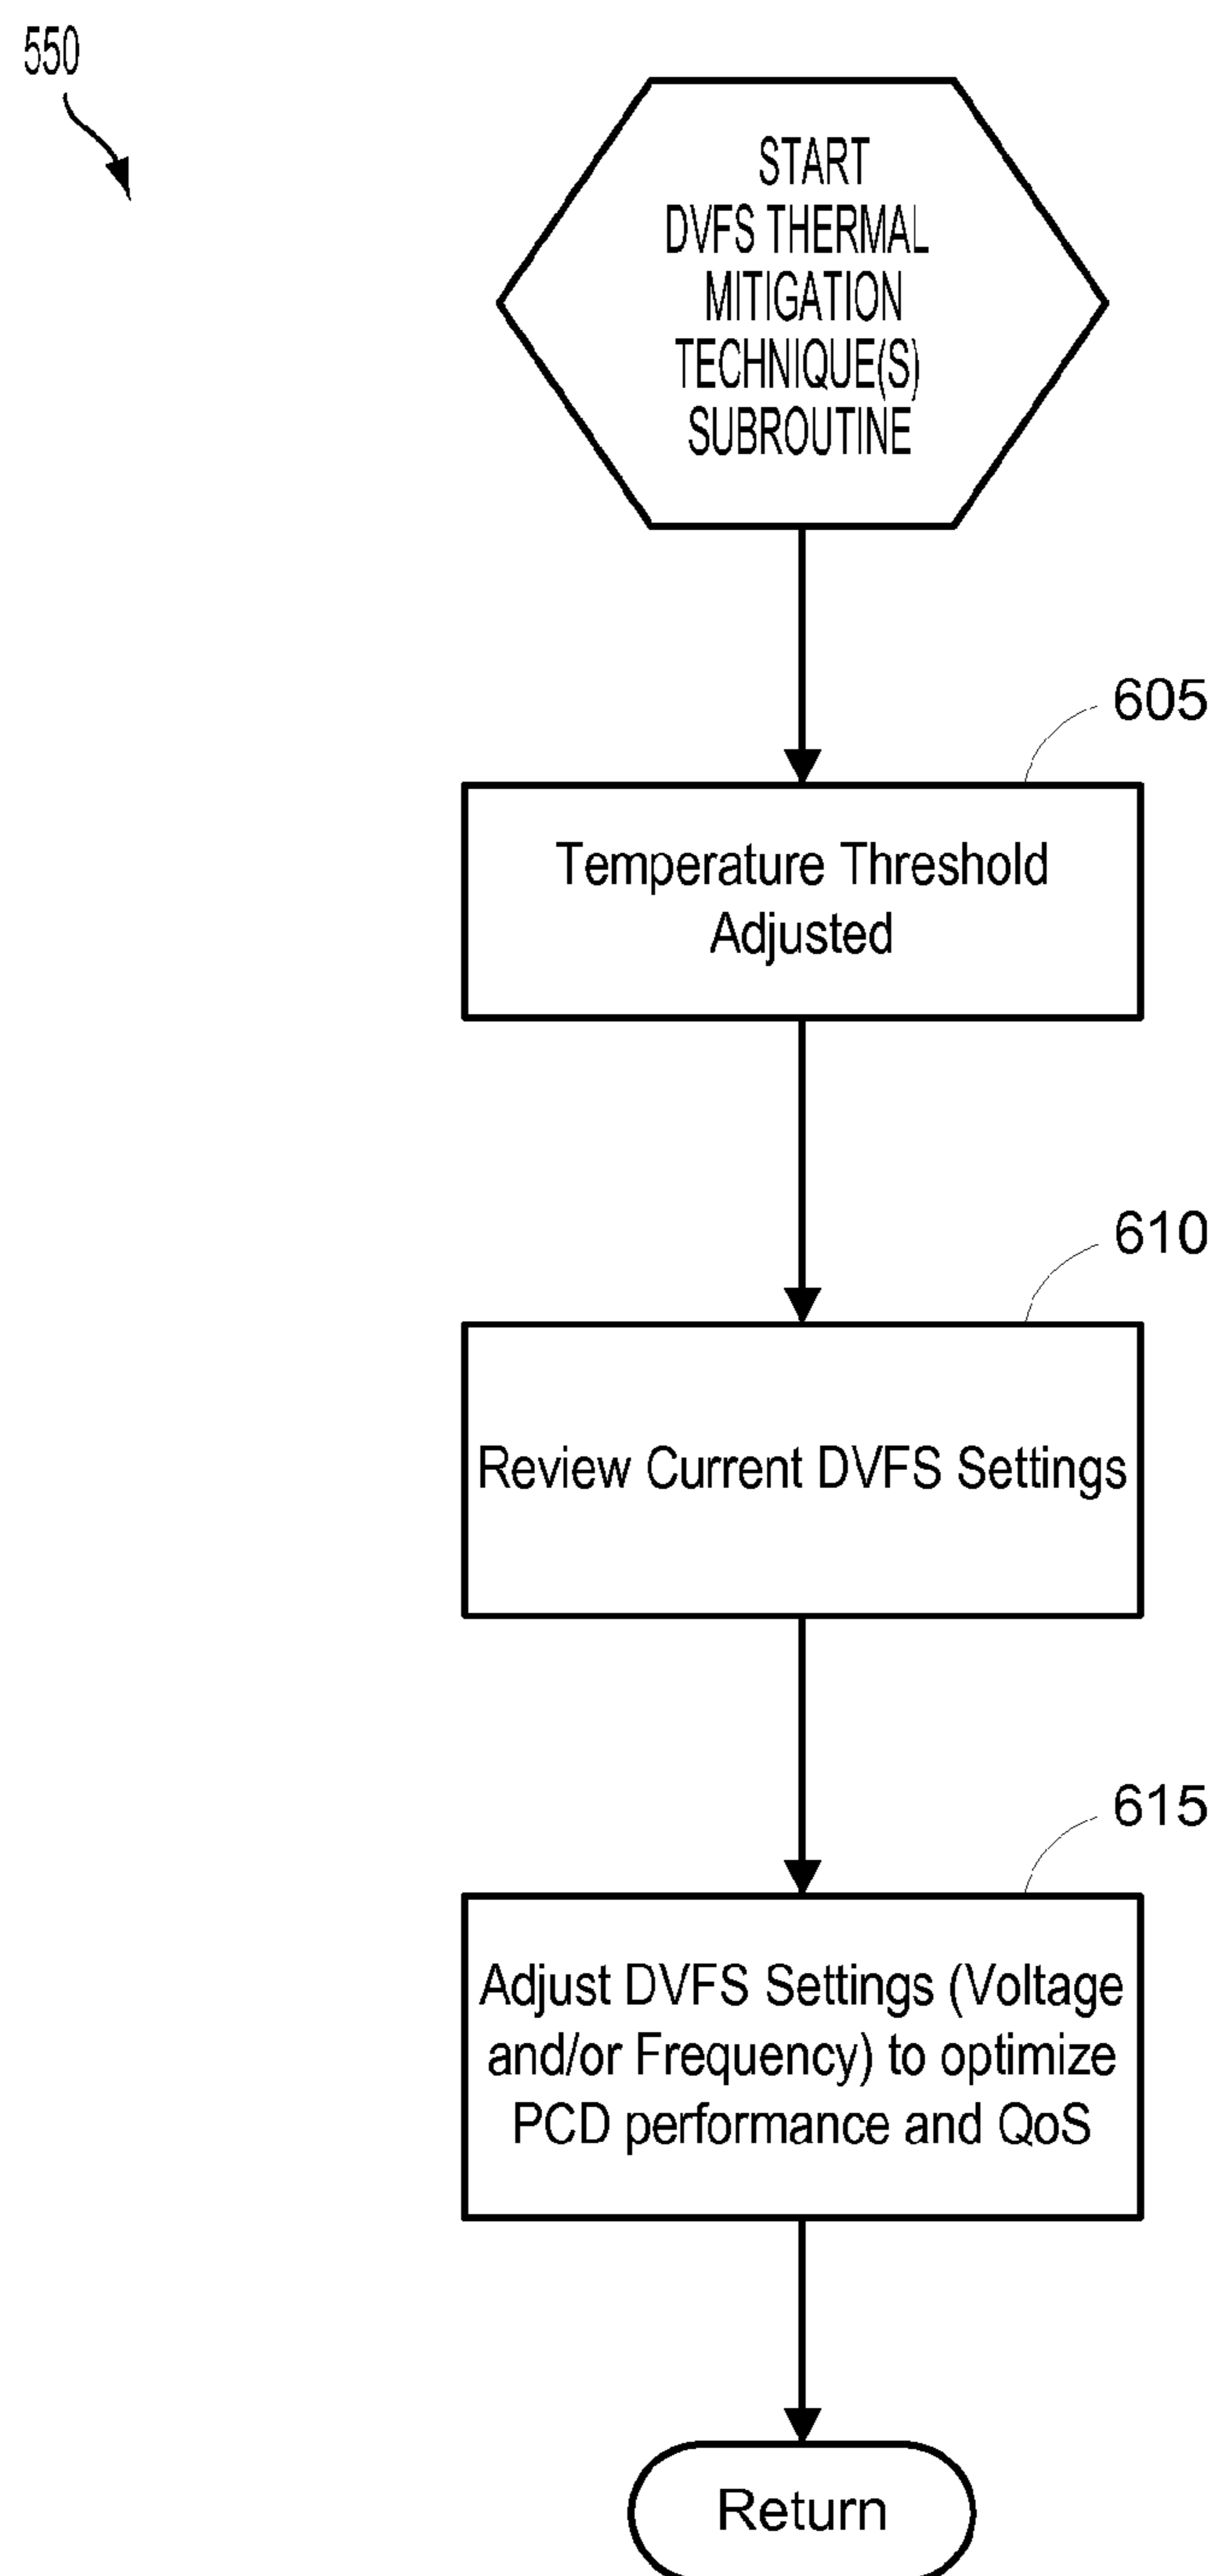 550
START
DVFS THERMAL
MITIGATION
TECHNIQUE(S)
SUBROUTINE
605
Temperature Threshold
Adjusted
610
Review Current DVFS Settings
615
Adjust DVFS Settings (Voltage
and/or Frequency) to optimize
PCD performance and QoS
Return